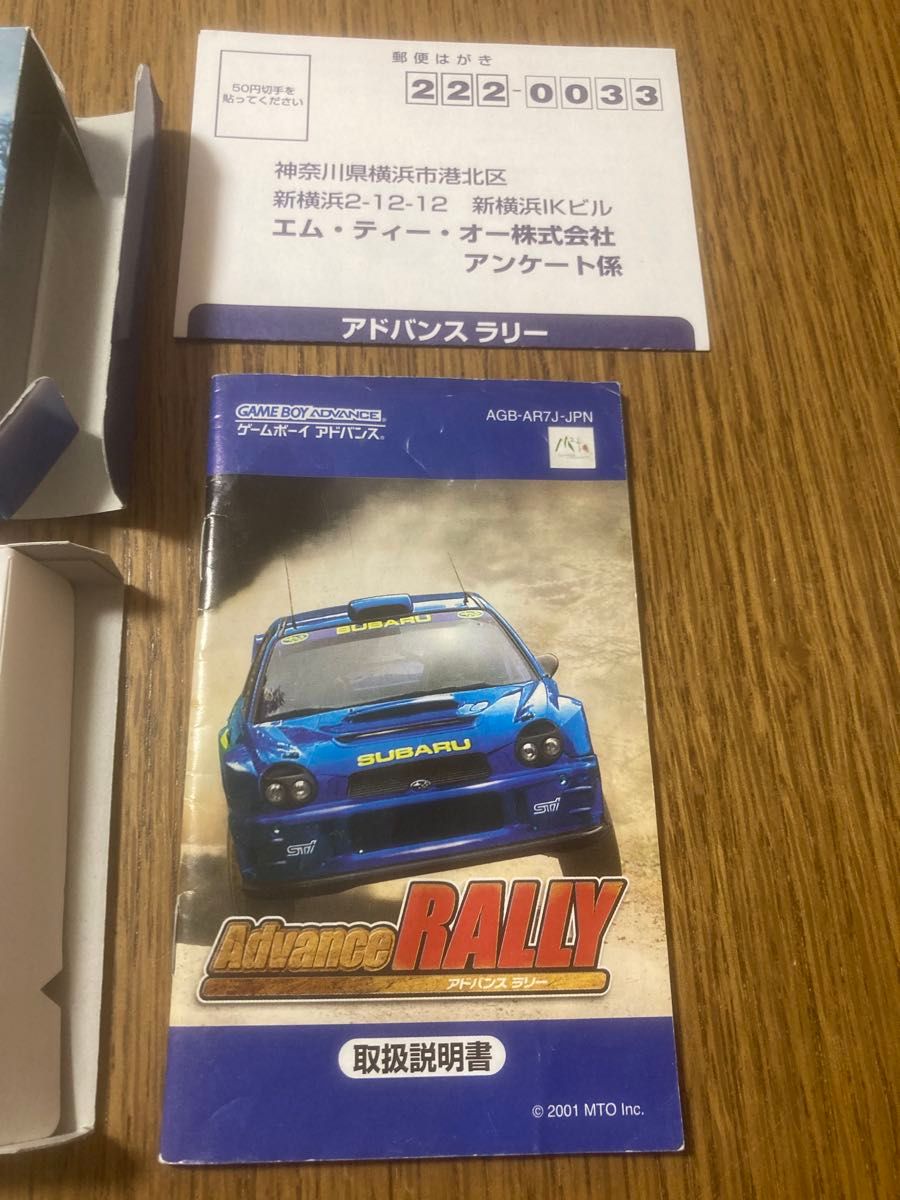 郵便はがき
50円切手を
貼ってください
222-0033
神奈川県横浜市港北区
新横浜2-12-12 新横浜IKビル
エム・ティー・オー株式会社
アンケート係
アドバンス ラリー
GAME BOY ADVANCE
ゲームボーイ アドバンス
AGB-AR7J-JPN
SUBARU
SUBARU
STi
STi
Advance RALLY
アドバンス ラリー
取扱説明書
© 2001 MTO Inc.